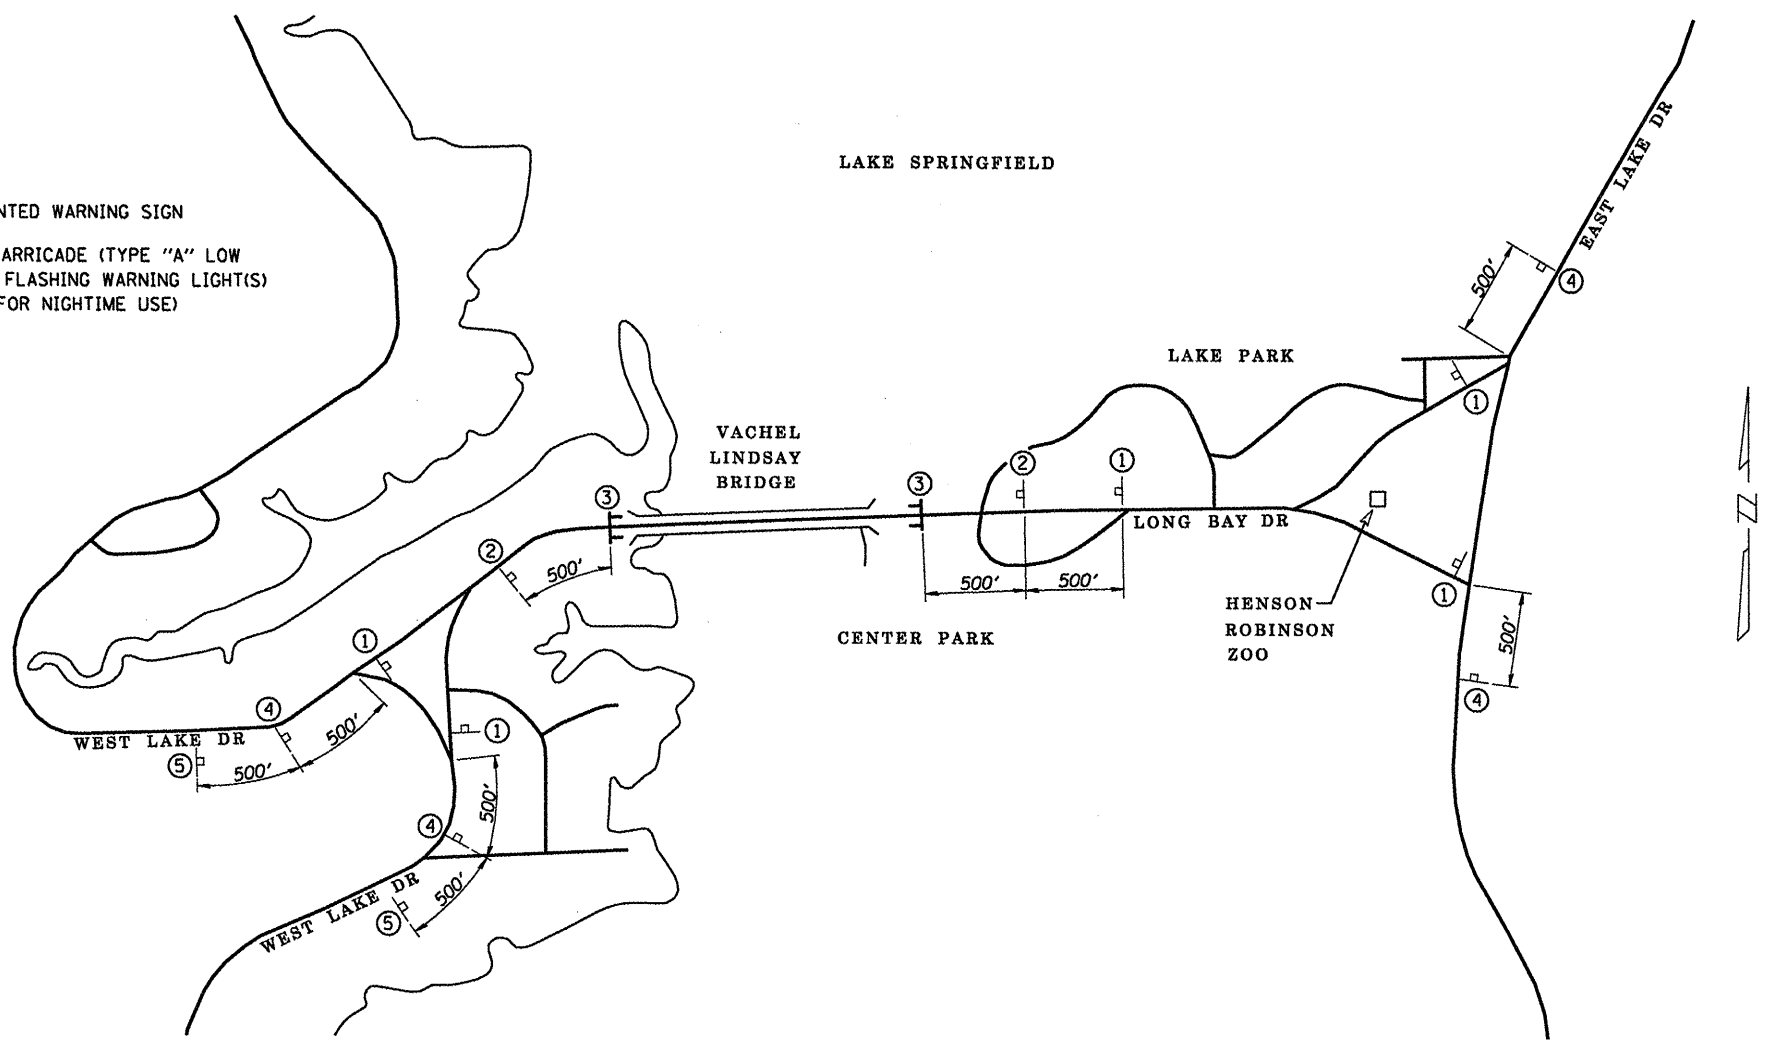 LAKE SPRINGFIELD
NTED WARNING SIGN
ARRICADE (TYPE "A" LOW
FLASHING WARNING LIGHT(S)
FOR NIGHTIME USE)
EAST LAKE DR
500'
4
LAKE PARK
1
VACHEL
LINDSAY
BRIDGE
3
3
2
1
LONG BAY DR
2
500'
500'
500'
HENSON
ROBINSON
ZOO
1
500'
4
CENTER PARK
1
4
500'
WEST LAKE DR
5
500'
1
500'
4
500'
WEST LAKE DR
5
N